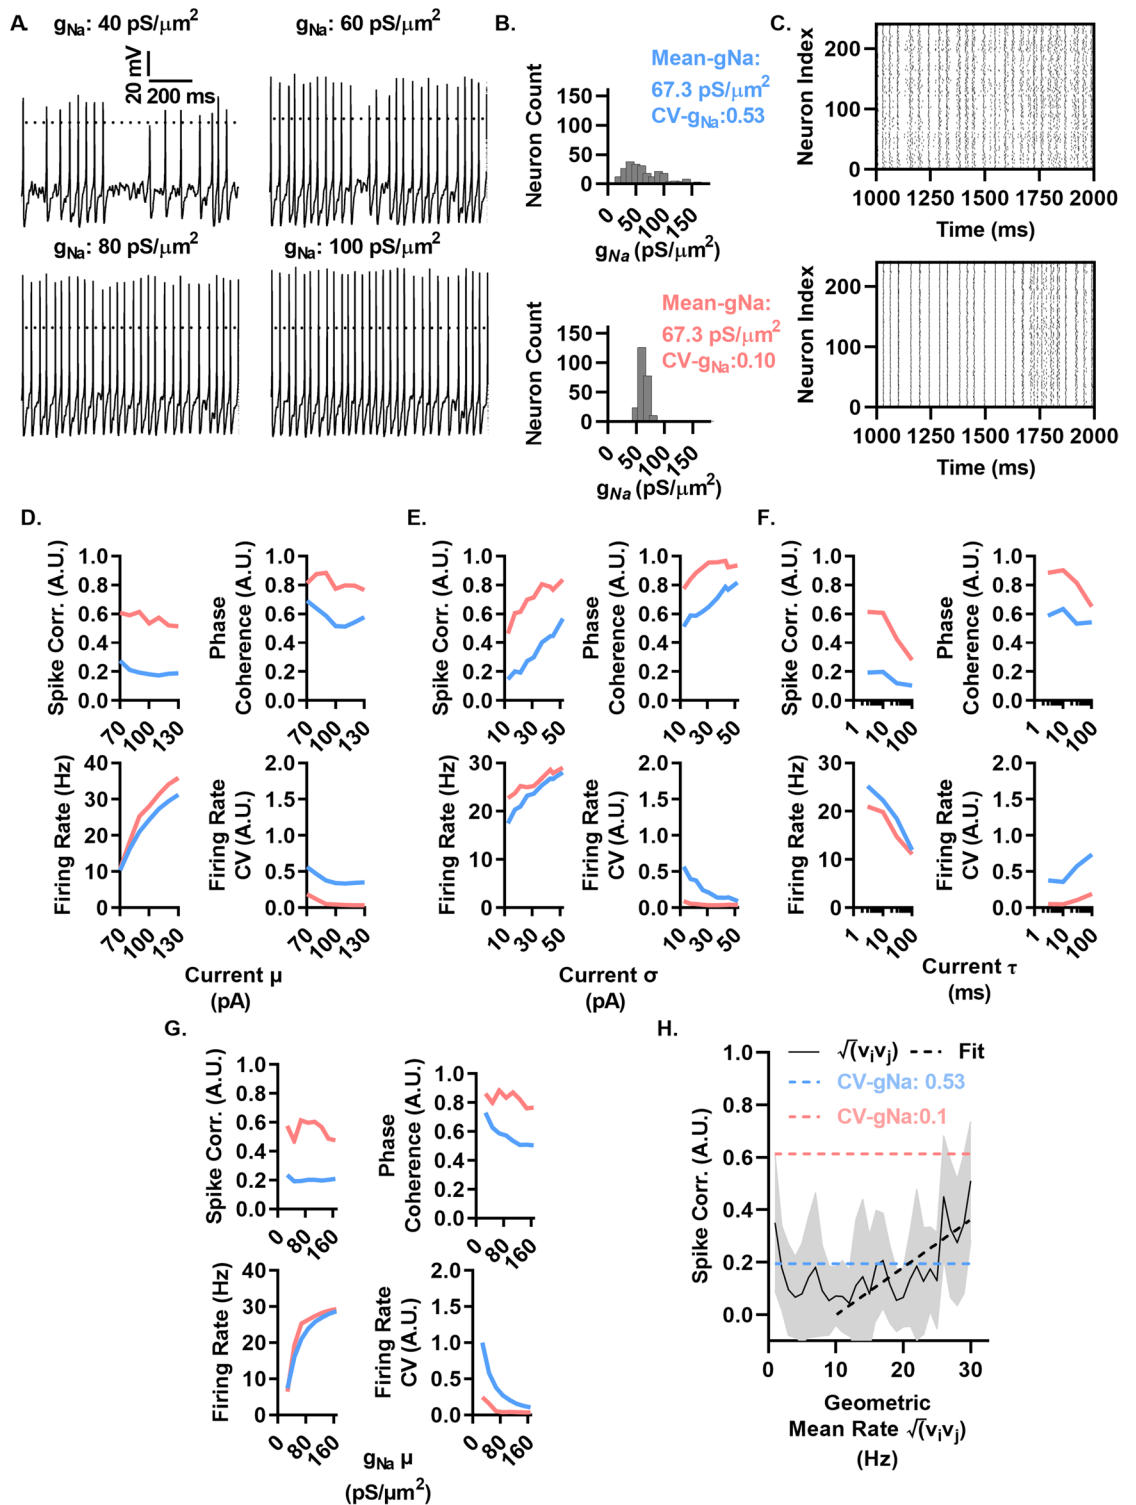 A.
gNa: 40 pS/μm2
gNa: 60 pS/μm2
20 mV
200 ms
gNa: 80 pS/μm2
gNa: 100 pS/μm2
B.
Mean-gNa:
67.3 pS/μm2
CV-gNa:0.53
Neuron Count
150
100
50
0
0 50 100 150
gNa (pS/μm2)
Mean-gNa:
67.3 pS/μm2
CV-gNa:0.10
Neuron Count
150
100
50
0
0 50 100 150
gNa (pS/μm2)
C.
Neuron Index
200
100
0
1000 1250 1500 1750 2000
Time (ms)
Neuron Index
200
100
0
1000 1250 1500 1750 2000
Time (ms)
D.
Spike Corr. (A.U.)
1.0
0.8
0.6
0.4
0.2
0.0
70 100 130
Phase
Coherence (A.U.)
1.0
0.8
0.6
0.4
0.2
0.0
70 100 130
Firing Rate (Hz)
40
30
20
10
0
70 100 130
Firing Rate
CV (A.U.)
2.0
1.5
1.0
0.5
0.0
70 100 130
Current μ
(pA)
E.
Spike Corr. (A.U.)
1.0
0.8
0.6
0.4
0.2
0.0
10 30 50
Phase
Coherence (A.U.)
1.0
0.8
0.6
0.4
0.2
0.0
10 30 50
Firing Rate (Hz)
30
20
10
0
10 30 50
Firing Rate
CV (A.U.)
2.0
1.5
1.0
0.5
0.0
10 30 50
Current σ
(pA)
F.
Spike Corr. (A.U.)
1.0
0.8
0.6
0.4
0.2
0.0
1 10 100
Phase
Coherence (A.U.)
1.0
0.8
0.6
0.4
0.2
0.0
1 10 100
Firing Rate (Hz)
30
20
10
0
1 10 100
Firing Rate
CV (A.U.)
2.0
1.5
1.0
0.5
0.0
1 10 100
Current τ
(ms)
G.
Spike Corr. (A.U.)
1.0
0.8
0.6
0.4
0.2
0.0
0 80 160
Phase
Coherence (A.U.)
1.0
0.8
0.6
0.4
0.2
0.0
0 80 160
Firing Rate (Hz)
40
30
20
10
0
0 80 160
Firing Rate
CV (A.U.)
2.0
1.5
1.0
0.5
0.0
0 80 160
gNa μ
(pS/μm2)
H.
√(vivj) Fit
CV-gNa: 0.53
CV-gNa:0.1
Spike Corr. (A.U.)
1.0
0.8
0.6
0.4
0.2
0.0
0 10 20 30
Geometric
Mean Rate √(vivj)
(Hz)